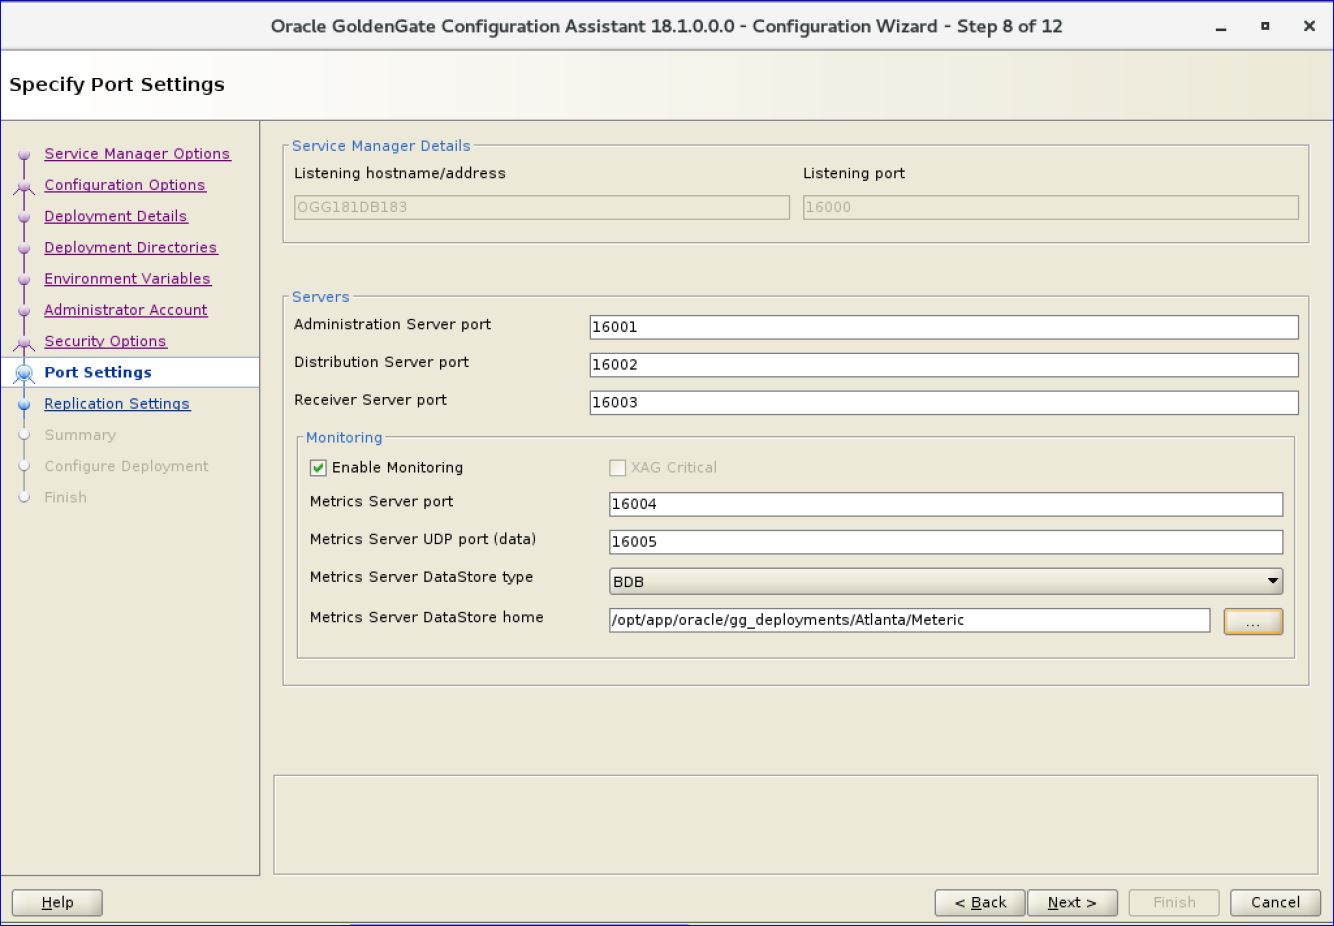 Oracle GoldenGate Configuration Assistant 18.1.0.0.0 - Configuration Wizard - Step 8 of 12
Specify Port Settings
Service Manager Options
Configuration Options
Deployment Details
Deployment Directories
Environment Variables
Administrator Account
Security Options
Port Settings
Replication Settings
Summary
Configure Deployment
Finish
Service Manager Details
Listening hostname/address Listening port
OGG181DB183 16000
Servers
Administration Server port 16001
Distribution Server port 16002
Receiver Server port 16003
Monitoring
Enable Monitoring XAG Critical
Metrics Server port 16004
Metrics Server UDP port (data) 16005
Metrics Server DataStore type BDB
Metrics Server DataStore home /opt/app/oracle/gg_deployments/Atlanta/Meteric ...
Help < Back Next > Finish Cancel